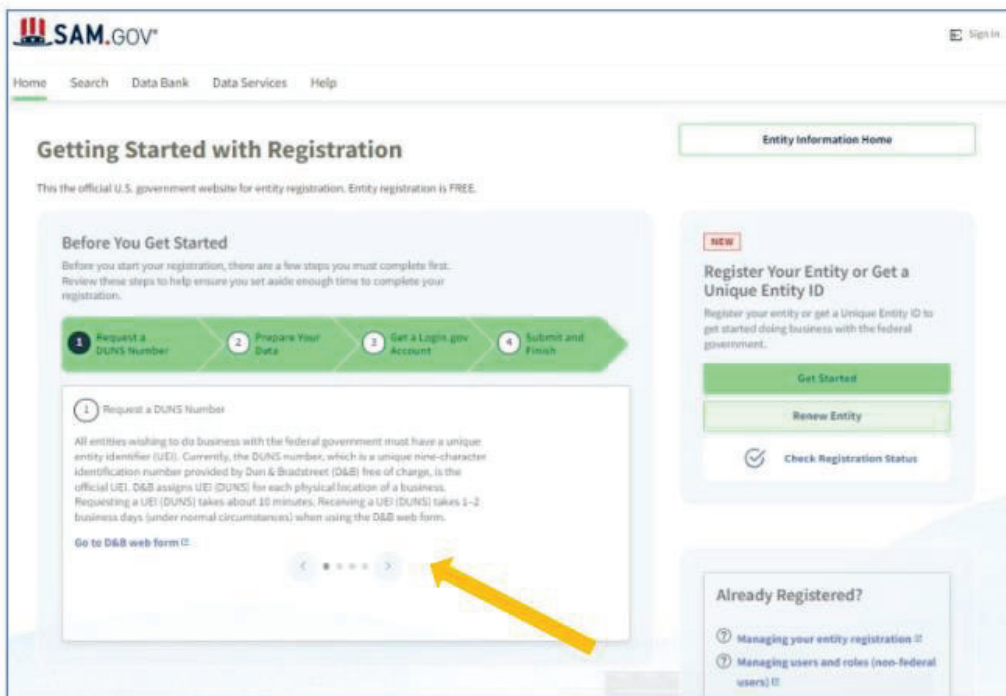 SAM.GOV®
Sign In
Home Search Data Bank Data Services Help
Getting Started with Registration
Entity Information Home
This the official U.S. government website for entity registration. Entity registration is FREE.
Before You Get Started
Before you start your registration, there are a few steps you must complete first.
Review these steps to help ensure you set aside enough time to complete your
registration.
1 Request a
DUNS Number
2 Prepare Your
Data
3 Get a Login.gov
Account
4 Submit and
Finish
1 Request a DUNS Number
All entities wishing to do business with the federal government must have a unique
entity identifier (UEI). Currently, the DUNS number, which is a unique nine-character
identification number provided by Dun & Bradstreet (D&B) free of charge, is the
official UEI. D&B assigns UEI (DUNS) for each physical location of a business.
Requesting a UEI (DUNS) takes about 10 minutes. Receiving a UEI (DUNS) takes 1–2
business days (under normal circumstances) when using the D&B web form.
Go to D&B web form
NEW
Register Your Entity or Get a
Unique Entity ID
Register your entity or get a Unique Entity ID to
get started doing business with the federal
government.
Get Started
Renew Entity
Check Registration Status
Already Registered?
Managing your entity registration
Managing users and roles (non-federal
users)